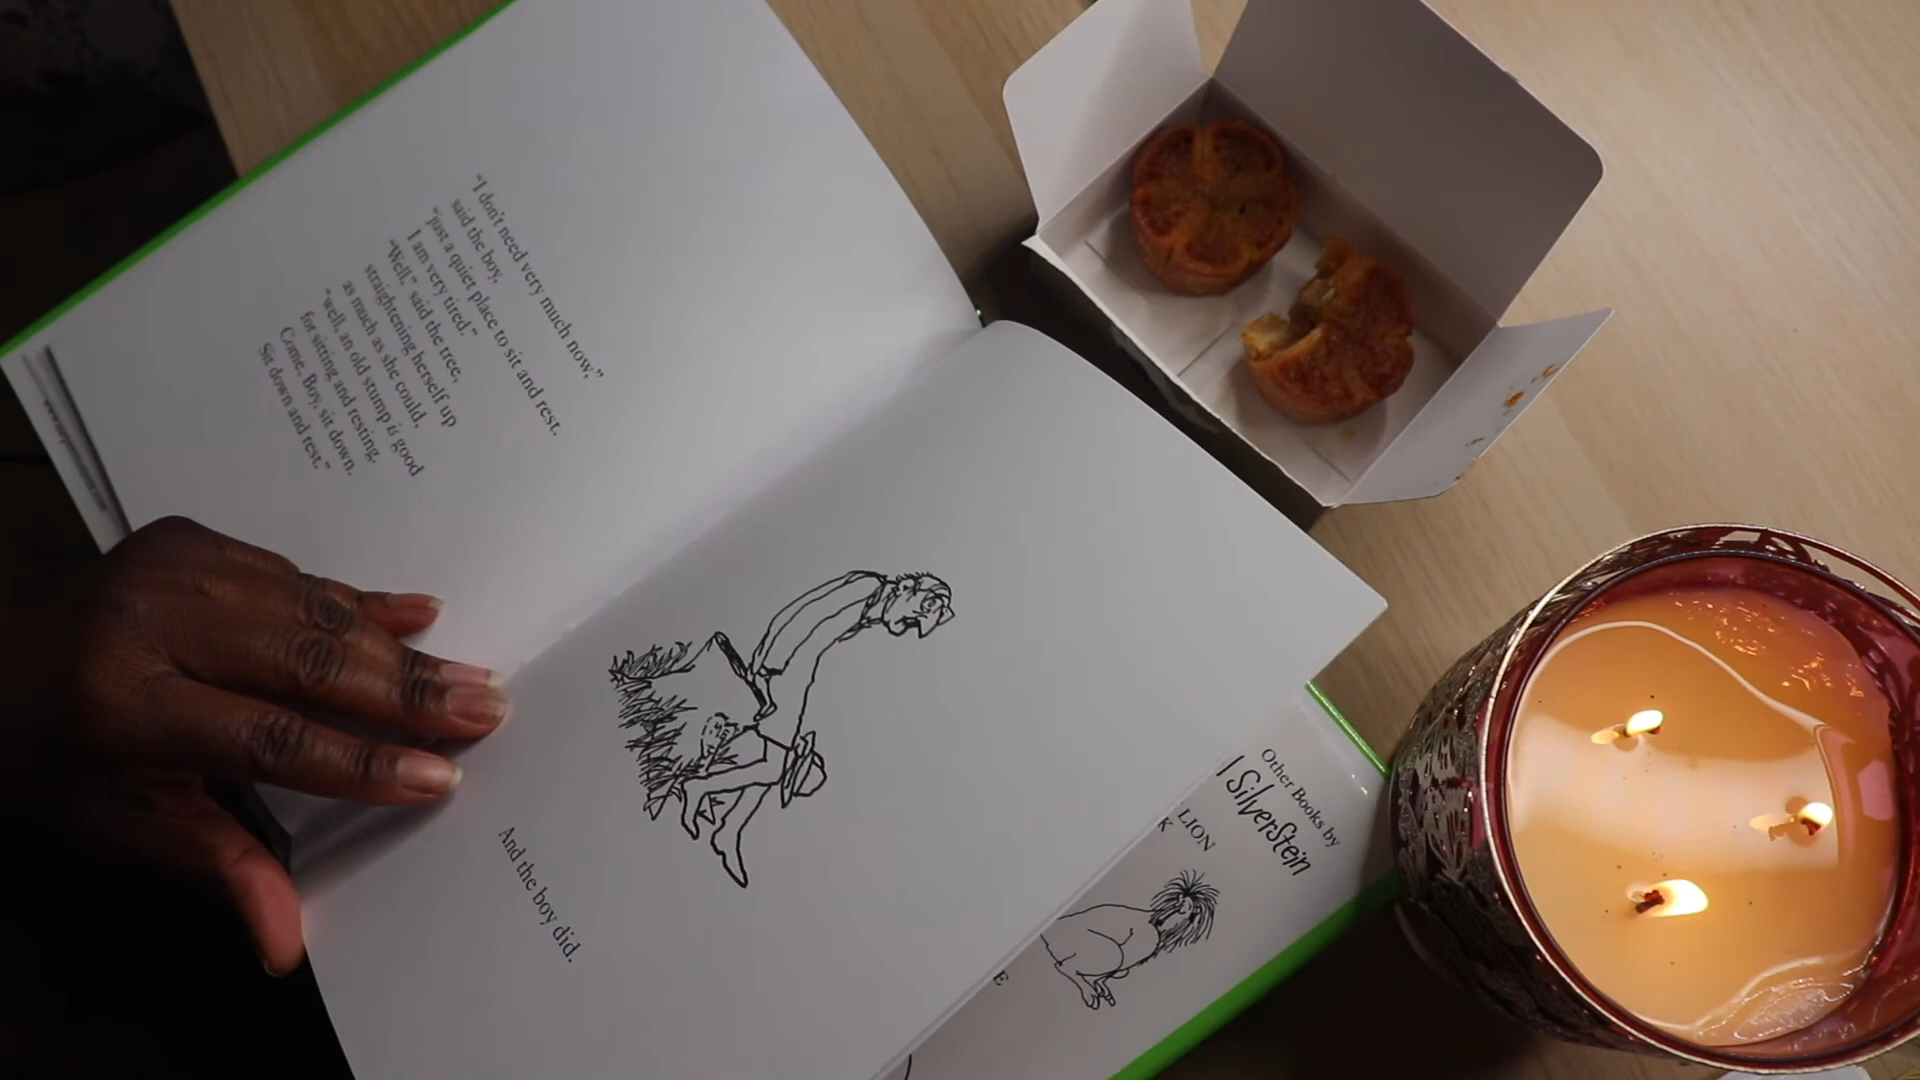 "I don't need very much now,"
said the boy,
"just a quiet place to sit and rest.
I am very tired."
"Well," said the tree,
straightening herself up
as much as she could,
"well, an old stump is good
for sitting and resting.
Come, Boy, sit down.
Sit down and rest."
And the boy did.
Other Books by
Silverstein
LION
K
E